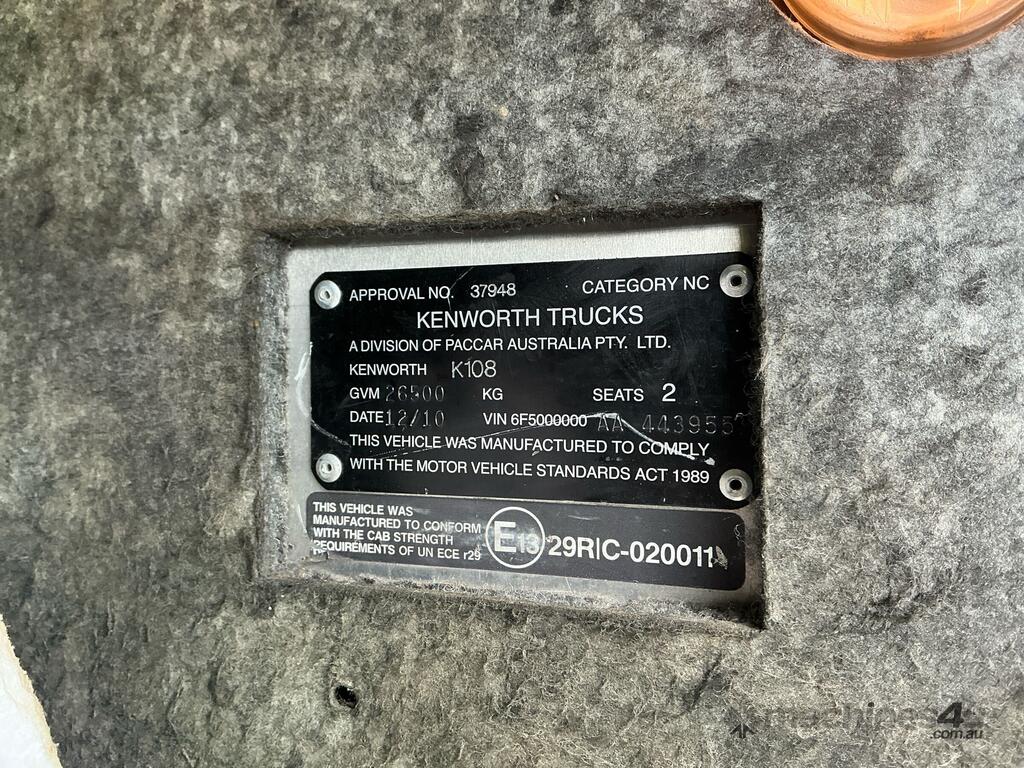 APPROVAL NO. 37948 CATEGORY NC
KENWORTH TRUCKS
A DIVISION OF PACCAR AUSTRALIA PTY. LTD.
KENWORTH K108
GVM 26500 KG SEATS 2
DATE 12/10 VIN 6F5000000 AA 443955
THIS VEHICLE WAS MANUFACTURED TO COMPLY
WITH THE MOTOR VEHICLE STANDARDS ACT 1989
THIS VEHICLE WAS
MANUFACTURED TO CONFORM
WITH THE CAB STRENGTH
REQUIREMENTS OF UN ECE r29
E13 29RIC-020011
machines4u
.com.au